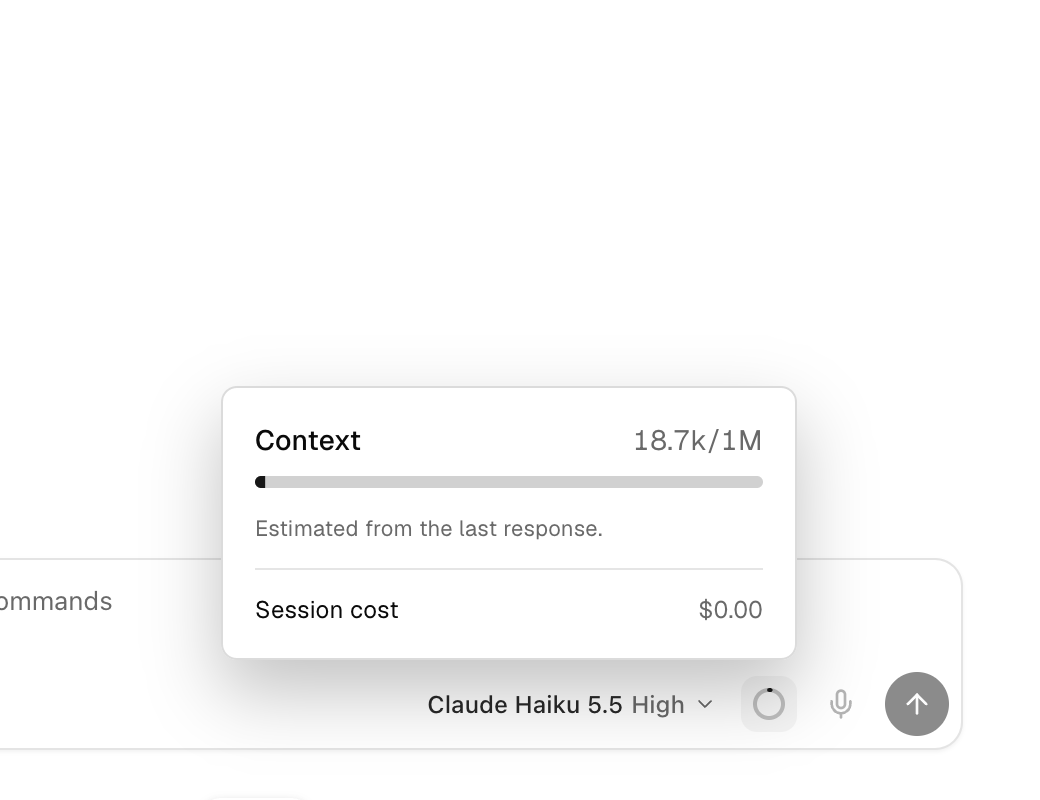 Context 18.7k/1M
Estimated from the last response.
ommands
Session cost $0.00
Claude Haiku 5.5 High